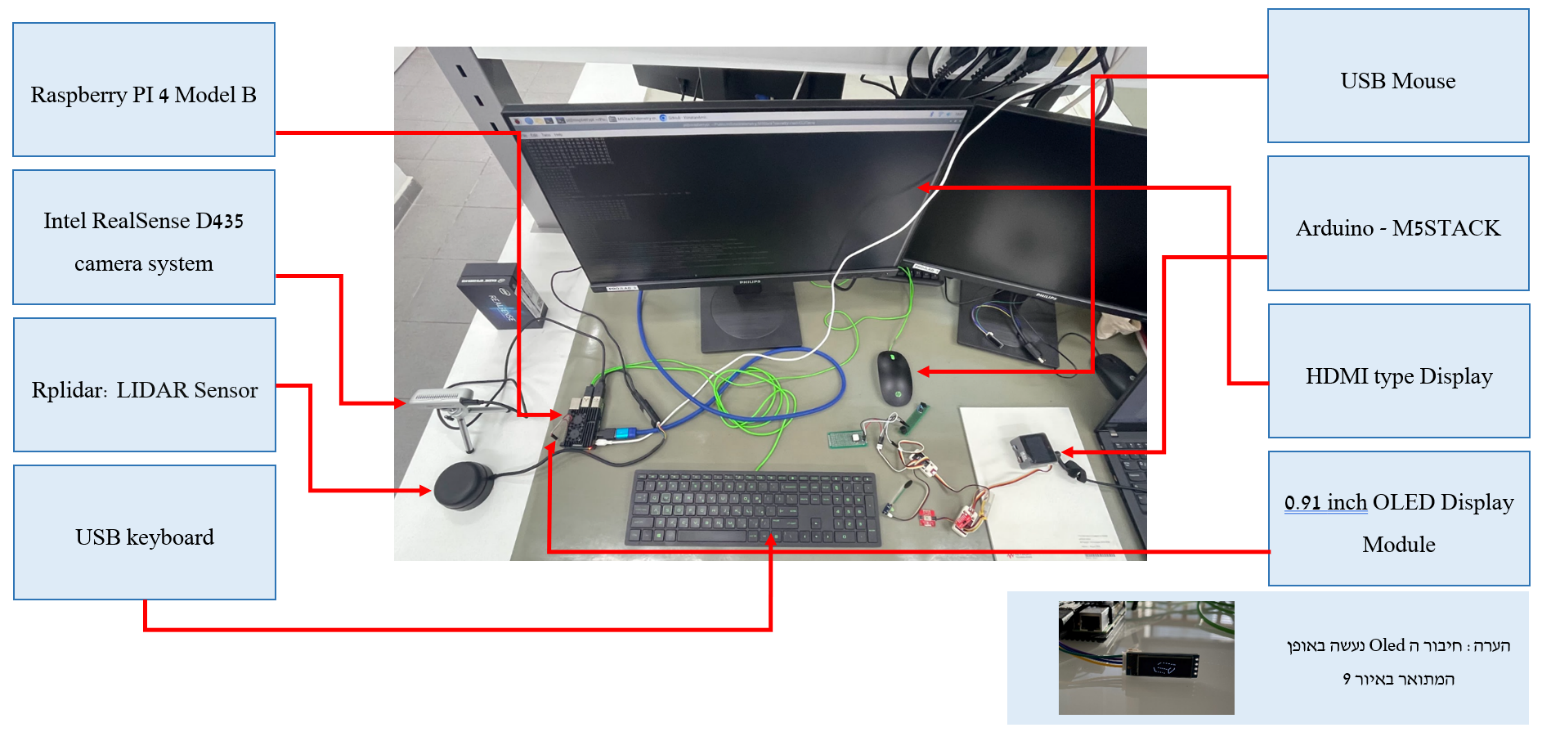 Raspberry PI 4 Model B
Intel RealSense D435
camera system
Rplidar: LIDAR Sensor
USB keyboard
USB Mouse
Arduino - M5STACK
HDMI type Display
0.91 inch OLED Display
Module
הערה : חיבור ה Oled נעשה באופן
המתואר באיור 9
PHILIPS
PHILIPS
REALSENSE